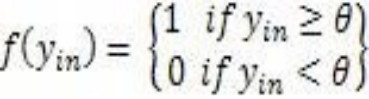 f(y_in) = {1 if y_in ≥ θ
0 if y_in < θ}